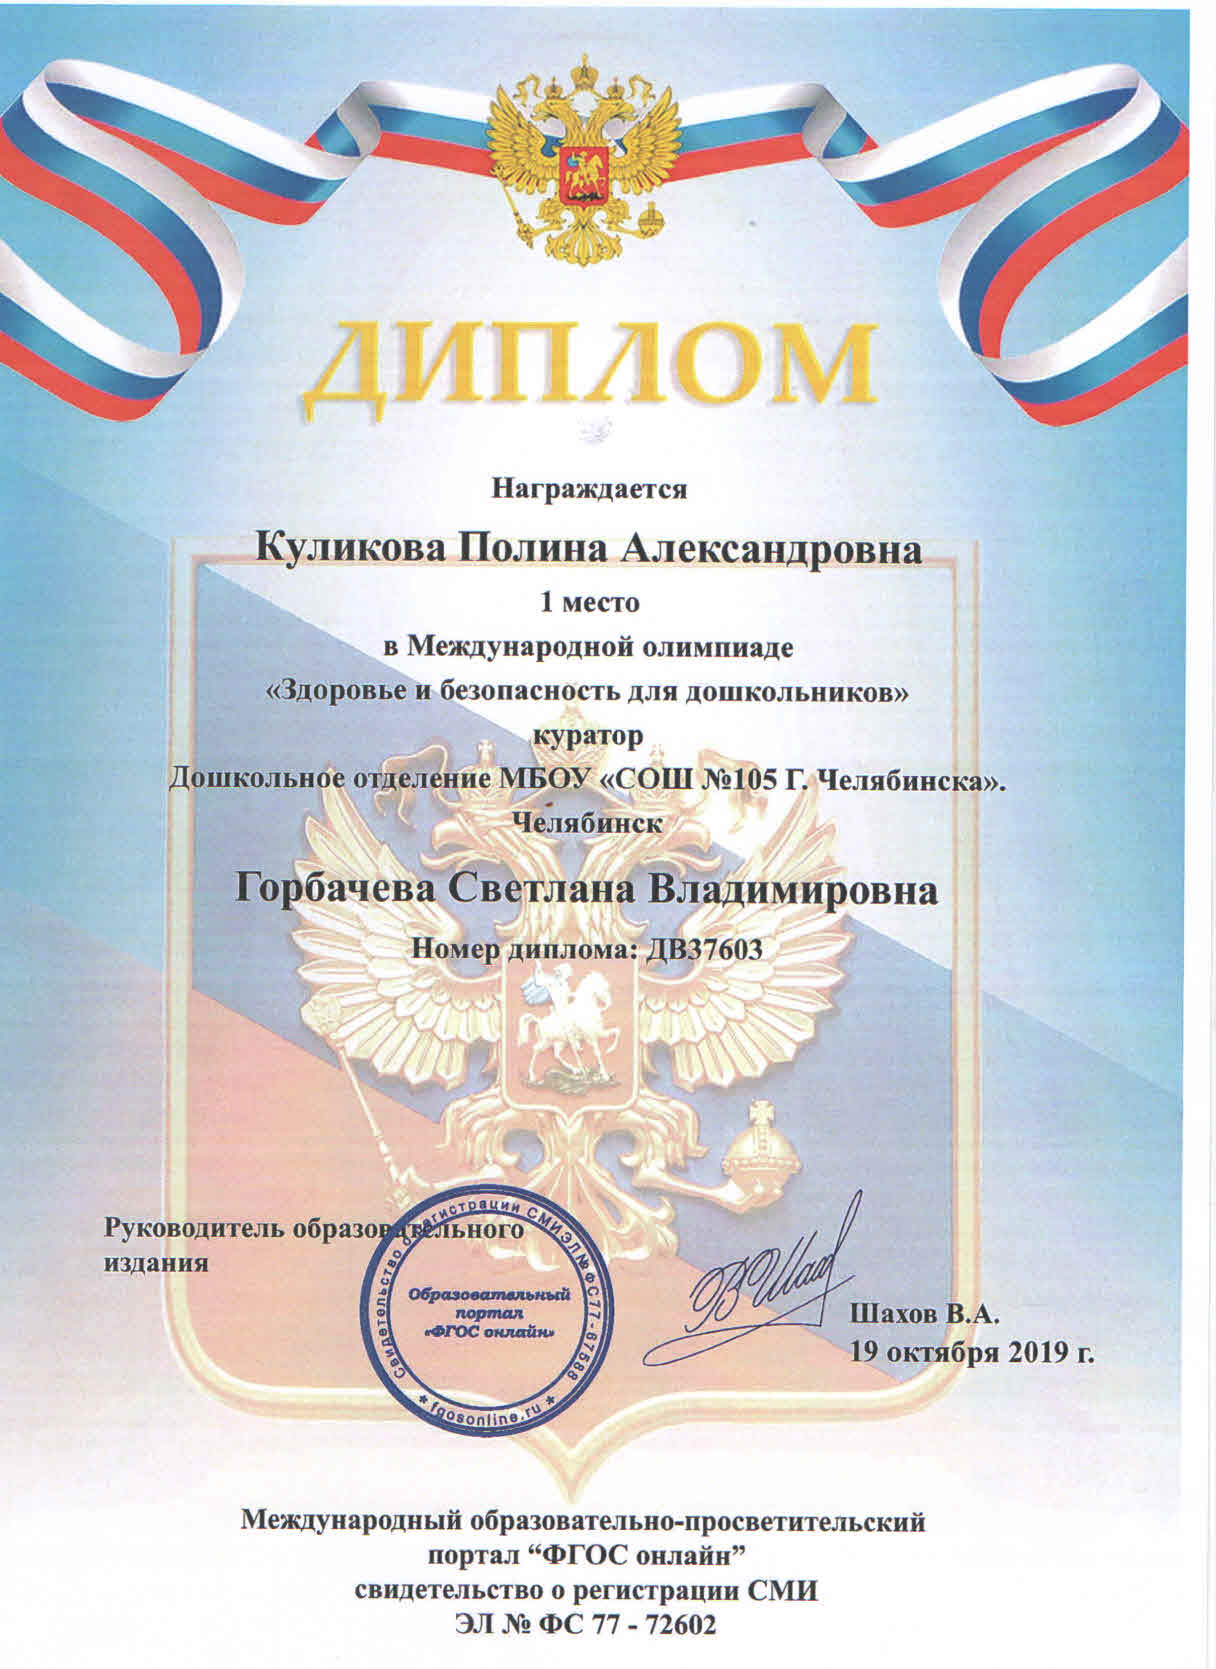 ДИПЛОМ
Награждается
Куликова Полина Александровна
1 место
в Международной олимпиаде
«Здоровье и безопасность для дошкольников»
куратор
Дошкольное отделение МБОУ «СОШ №105 Г. Челябинска».
Челябинск
Горбачева Светлана Владимировна
Номер диплома: ДВ37603
Руководитель образовательного
издания
Свидетельство о регистрации СМИ ЭЛ № ФС 77 - 67588
Образовательный
портал
«ФГОС онлайн»
* fgosonline.ru *
Шахов В.А.
19 октября 2019 г.
Международный образовательно-просветительский
портал “ФГОС онлайн”
свидетельство о регистрации СМИ
ЭЛ № ФС 77 - 72602